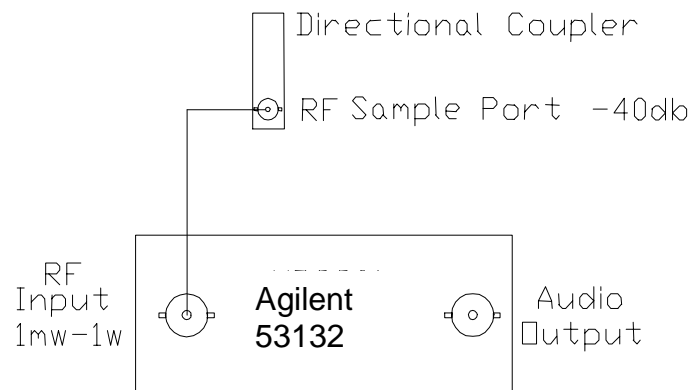 Directional Coupler
RF Sample Port -40db
RF
Input
1mw-1w
Agilent
53132
Audio
Output